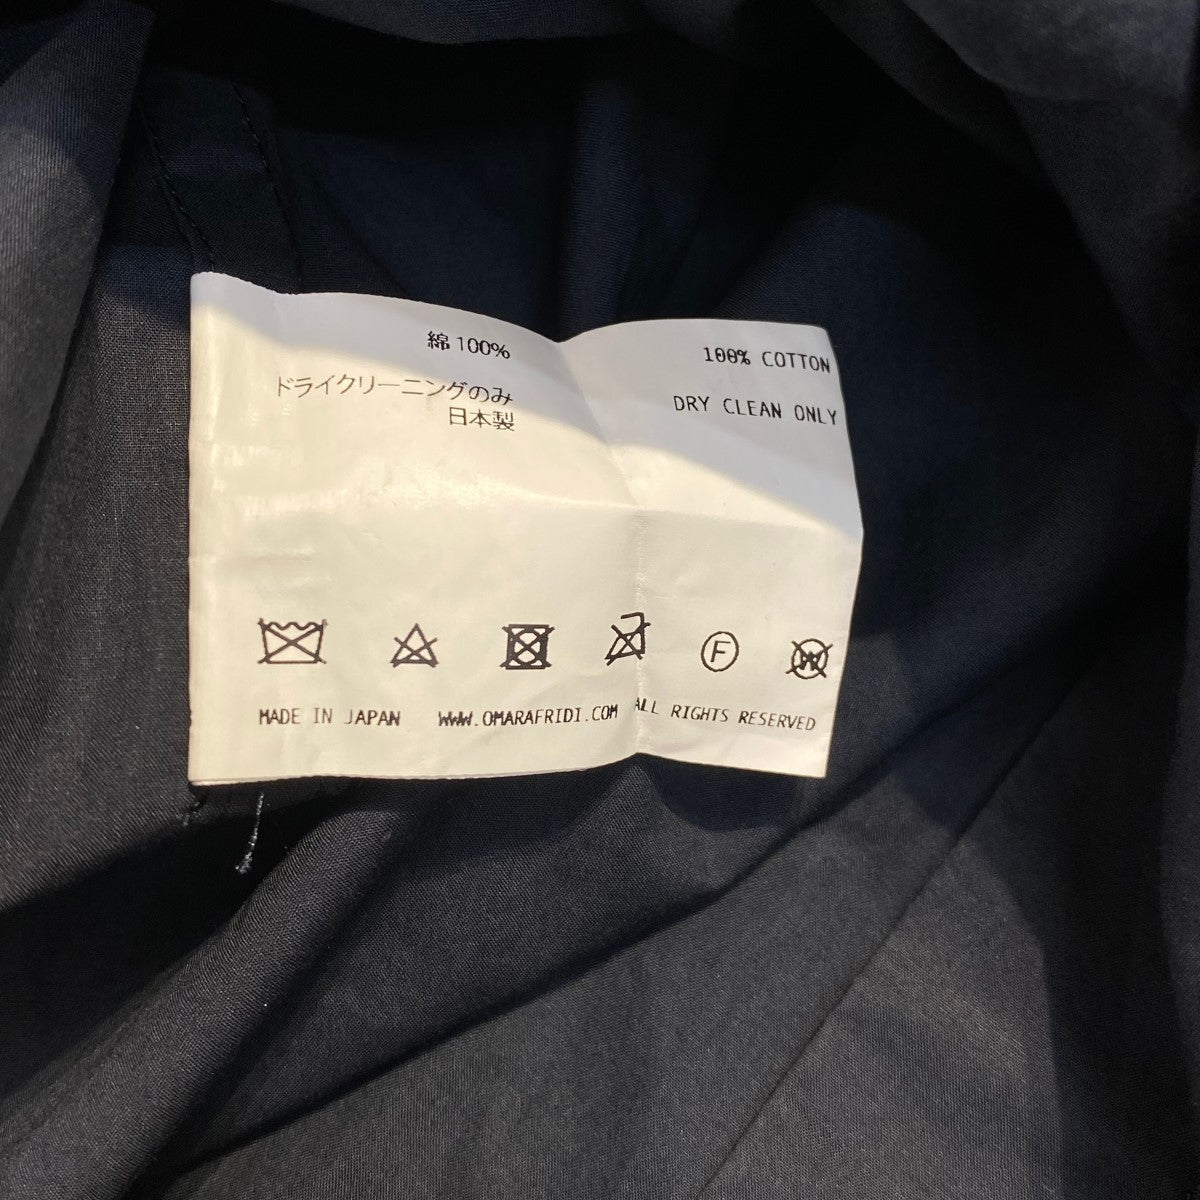 綿 100%
ドライクリーニングのみ
日本製
100% COTTON
DRY CLEAN ONLY
F W
MADE IN JAPAN WWW.OMARAFRIDI.COM ALL RIGHTS RESERVED